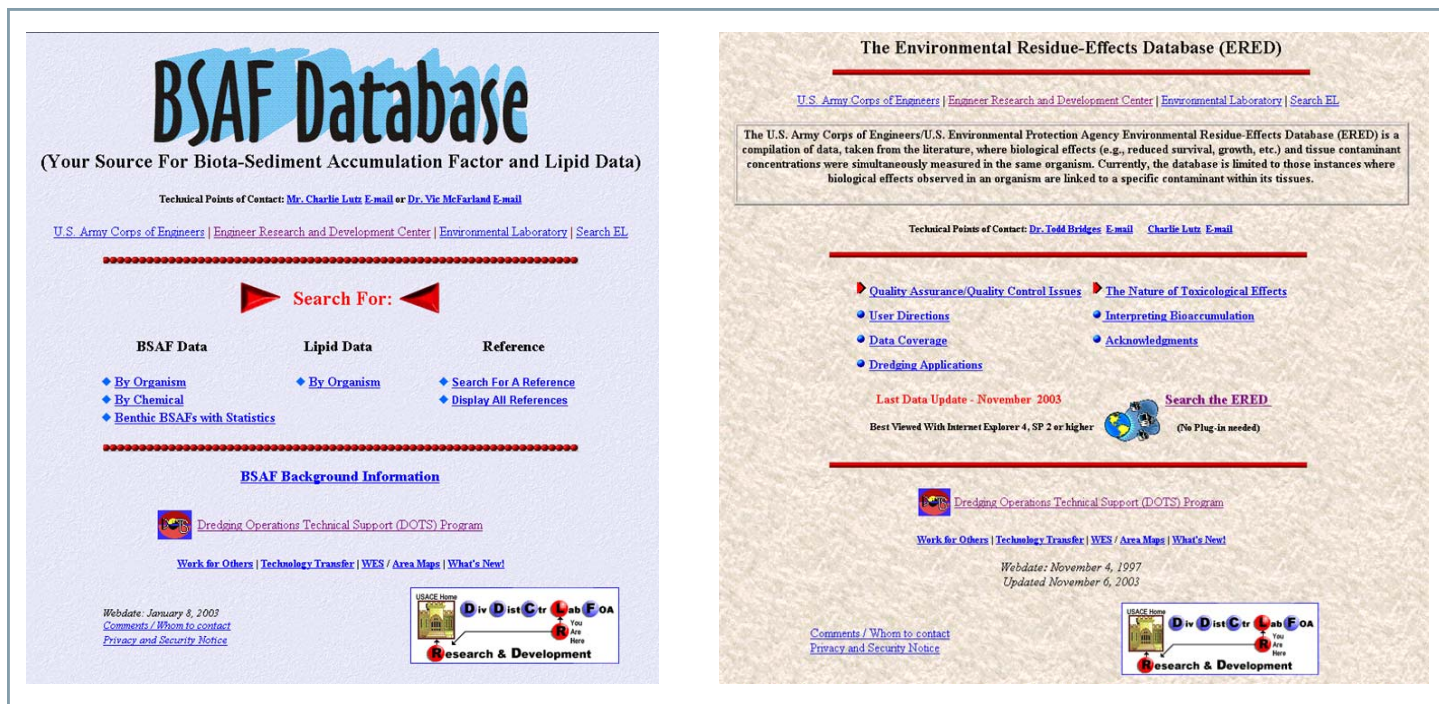 BSAF Database
(Your Source For Biota-Sediment Accumulation Factor and Lipid Data)
Technical Points of Contact: Mr. Charlie Lutz E-mail or Dr. Vic McFarland E-mail
U.S. Army Corps of Engineers | Engineer Research and Development Center | Environmental Laboratory | Search EL
Search For:
BSAF Data Lipid Data Reference
By Organism By Organism Search For A Reference
By Chemical Display All References
Benthic BSAFs with Statistics
BSAF Background Information
DOTS Dredging Operations Technical Support (DOTS) Program
Work for Others | Technology Transfer | WES / Area Maps | What's New!
Webdate: January 8, 2003
Comments / Whom to contact
Privacy and Security Notice
USACE Home
Div Dist Ctr Lab FOA
You
R Are
Here
Research & Development
The Environmental Residue-Effects Database (ERED)
U.S. Army Corps of Engineers | Engineer Research and Development Center | Environmental Laboratory | Search EL
The U.S. Army Corps of Engineers/U.S. Environmental Protection Agency Environmental Residue-Effects Database (ERED) is a
compilation of data, taken from the literature, where biological effects (e.g., reduced survival, growth, etc.) and tissue contaminant
concentrations were simultaneously measured in the same organism. Currently, the database is limited to those instances where
biological effects observed in an organism are linked to a specific contaminant within its tissues.
Technical Points of Contact: Dr. Todd Bridges E-mail Charlie Lutz E-mail
Quality Assurance/Quality Control Issues The Nature of Toxicological Effects
User Directions Interpreting Bioaccumulation
Data Coverage Acknowledgments
Dredging Applications
Last Data Update - November 2003 Search the ERED
Best Viewed With Internet Explorer 4, SP 2 or higher (No Plug-in needed)
DOTS Dredging Operations Technical Support (DOTS) Program
Work for Others | Technology Transfer | WES / Area Maps | What's New!
Webdate: November 4, 1997
Updated November 6, 2003
Comments / Whom to contact
Privacy and Security Notice
USACE Home
Div Dist Ctr Lab FOA
You
R Are
Here
Research & Development